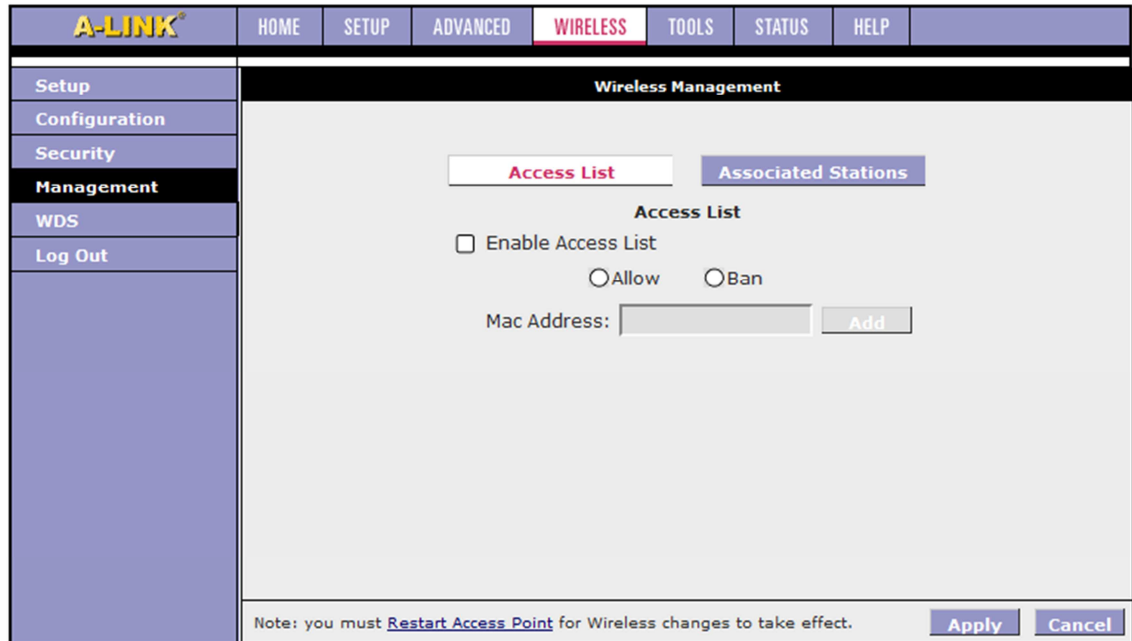 A-LINK® HOME SETUP ADVANCED WIRELESS TOOLS STATUS HELP
Setup
Configuration
Security
Management
WDS
Log Out
Wireless Management
Access List Associated Stations
Access List
Enable Access List
Allow Ban
Mac Address: Add
Note: you must Restart Access Point for Wireless changes to take effect. Apply Cancel